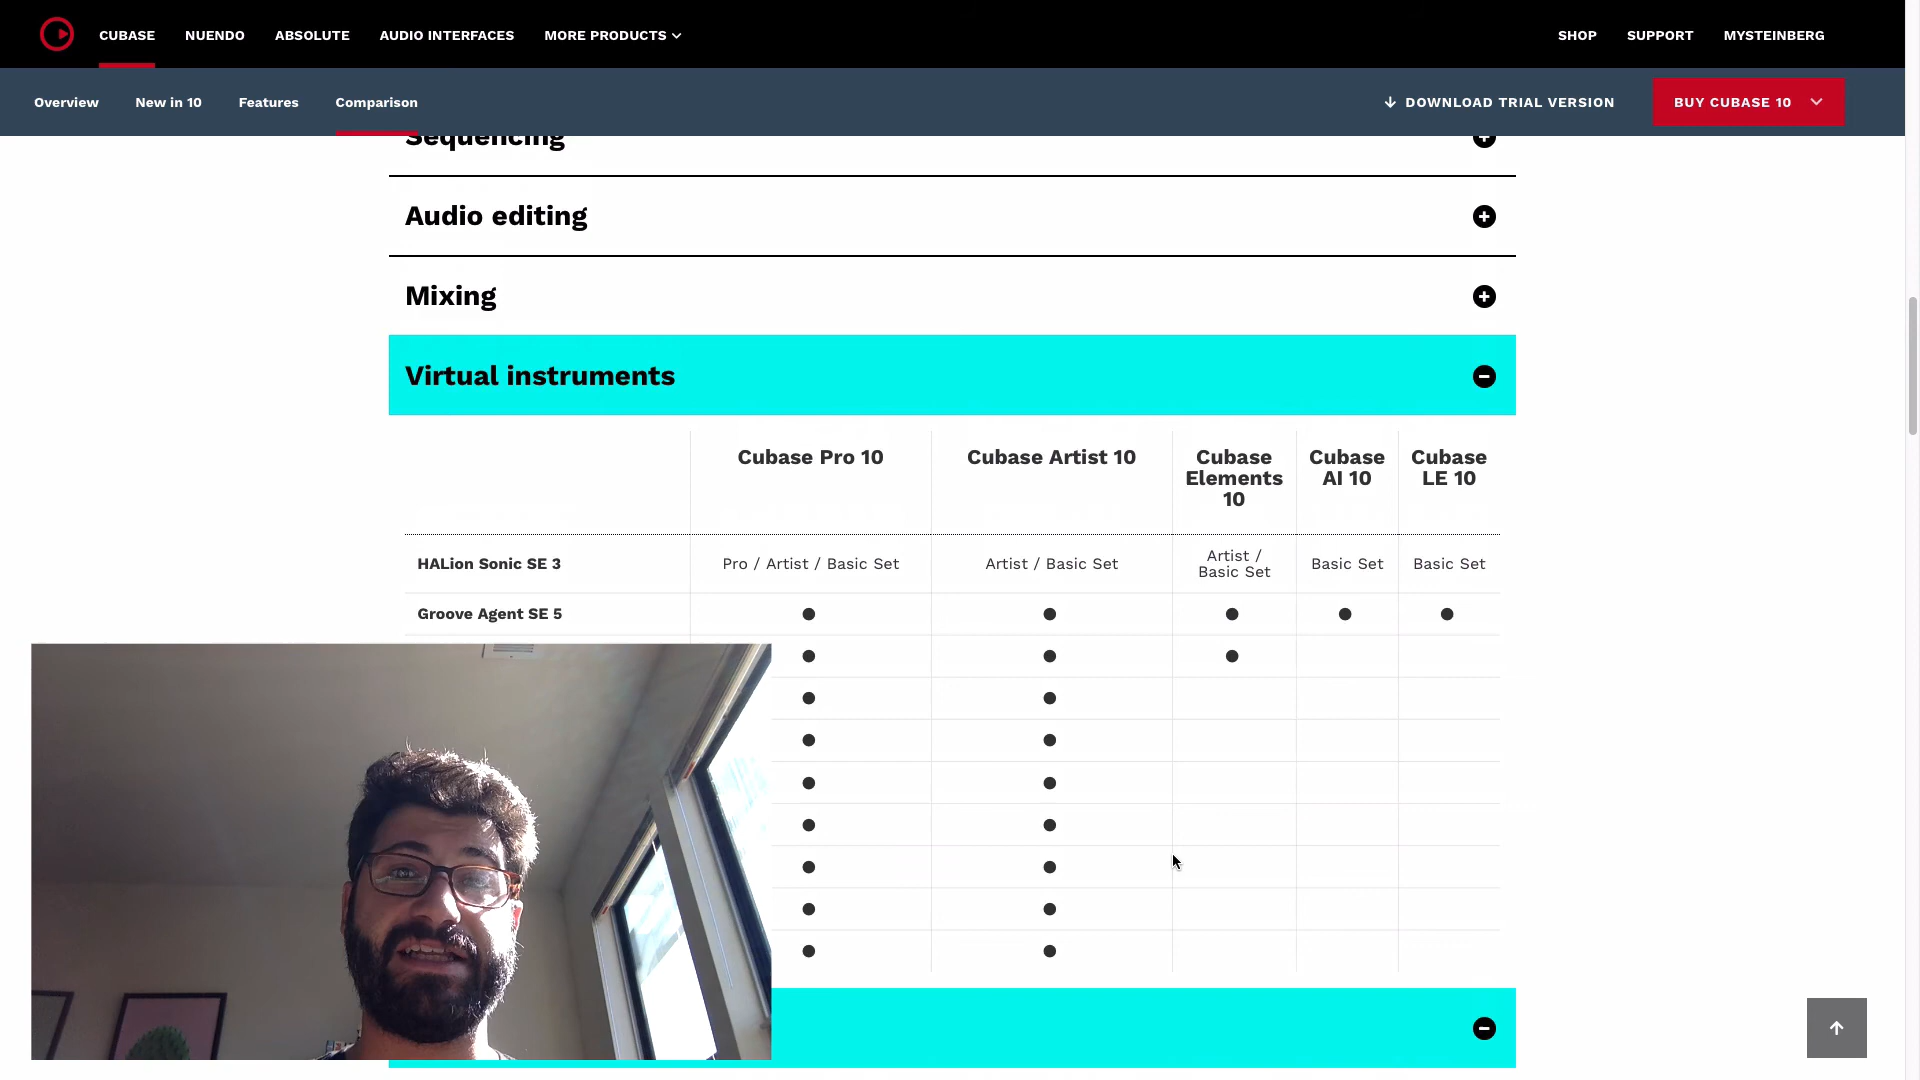 CUBASE NUENDO ABSOLUTE AUDIO INTERFACES MORE PRODUCTS SHOP SUPPORT MYSTEINBERG
Overview New in 10 Features Comparison DOWNLOAD TRIAL VERSION BUY CUBASE 10
Sequencing
Audio editing
Mixing
Virtual instruments
Cubase Pro 10 Cubase Artist 10 Cubase Elements 10 Cubase AI 10 Cubase LE 10
HALion Sonic SE 3 Pro / Artist / Basic Set Artist / Basic Set Artist / Basic Set Basic Set Basic Set
Groove Agent SE 5